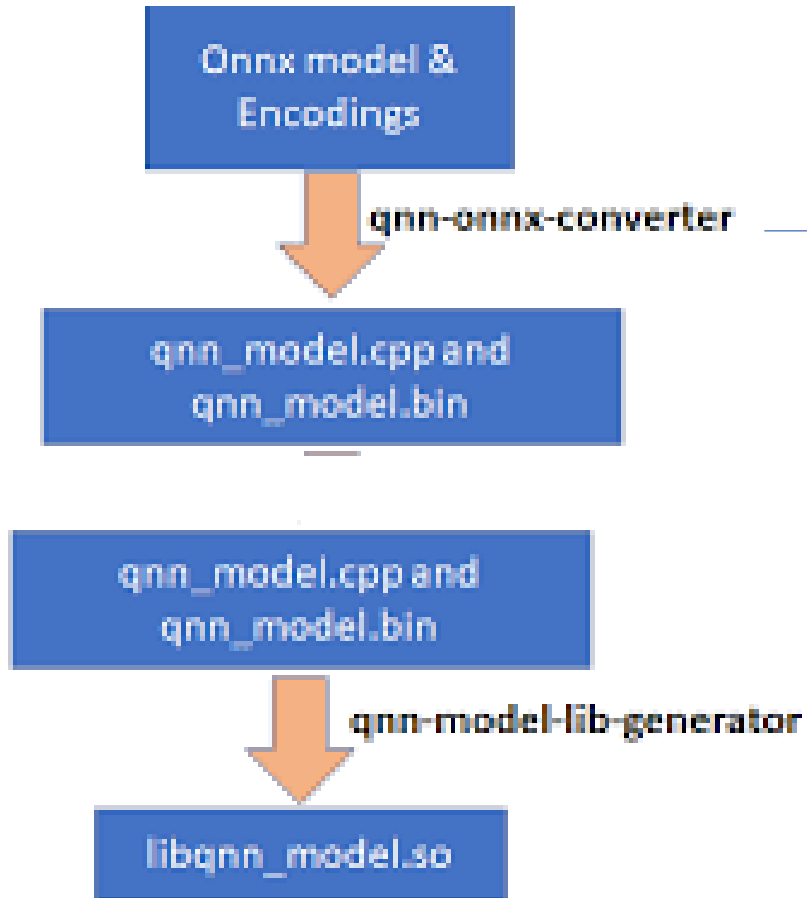 Onnx model &
Encodings
qnn-onnx-converter
qnn_model.cpp and
qnn_model.bin
qnn_model.cpp and
qnn_model.bin
qnn-model-lib-generator
libqnn_model.so